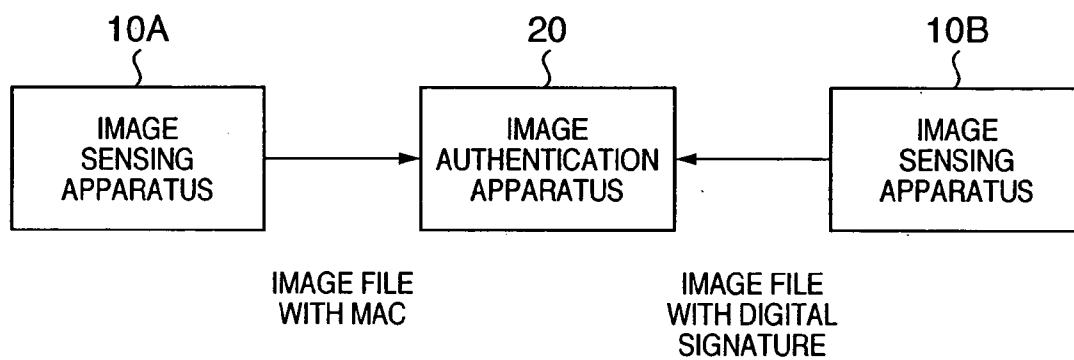 10A
20
10B
IMAGE
SENSING
APPARATUS
IMAGE
AUTHENTICATION
APPARATUS
IMAGE
SENSING
APPARATUS
IMAGE FILE
WITH MAC
IMAGE FILE
WITH DIGITAL
SIGNATURE